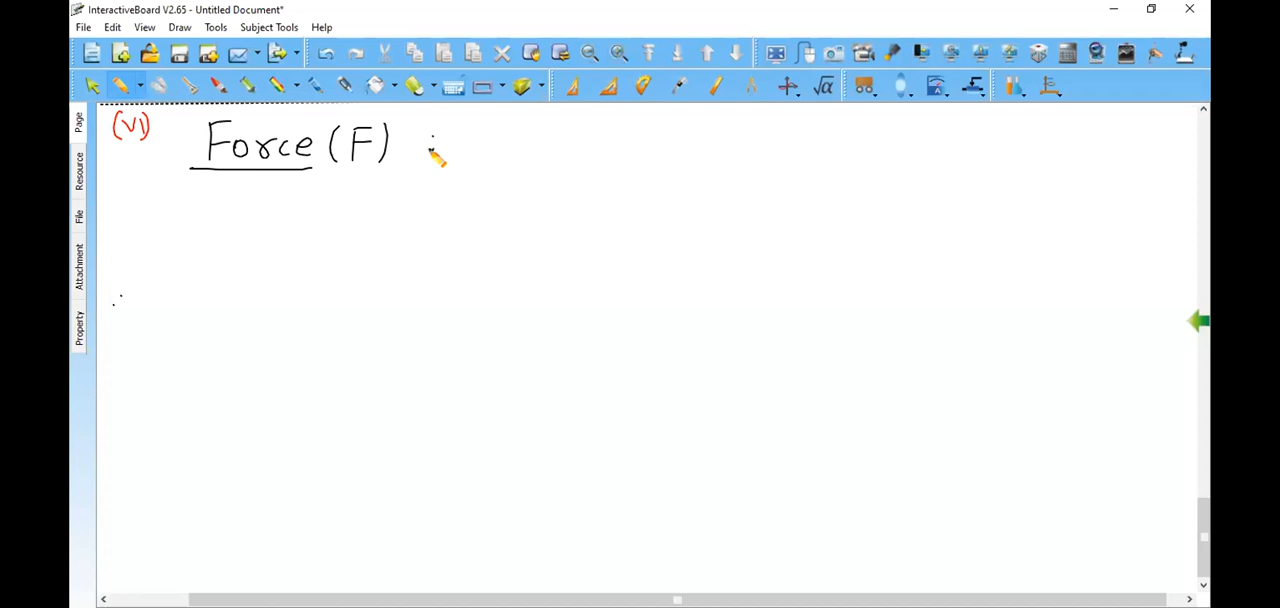 InteractiveBoard V2.65 - Untitled Document*
File Edit View Draw Tools Subject Tools Help
Page
Resource
File
Attachment
Property
(VI) Force (F) :